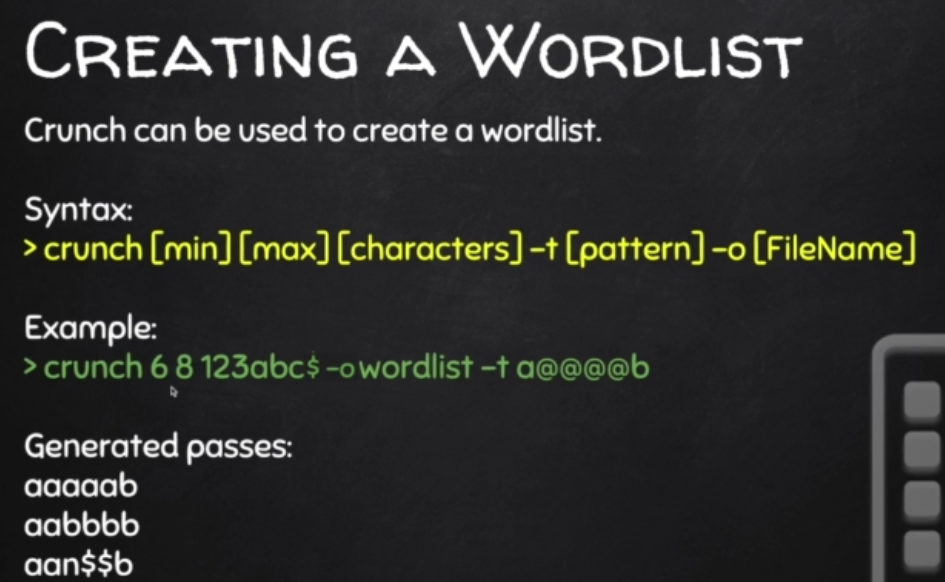 CREATING A WORDLIST
Crunch can be used to create a wordlist.
Syntax:
> crunch [min] [max] [characters] -t [pattern] -o [FileName]
Example:
> crunch 6 8 123abc$ -o wordlist -t a@@@@b
Generated passes:
aaaaab
aabbbb
aan$$b